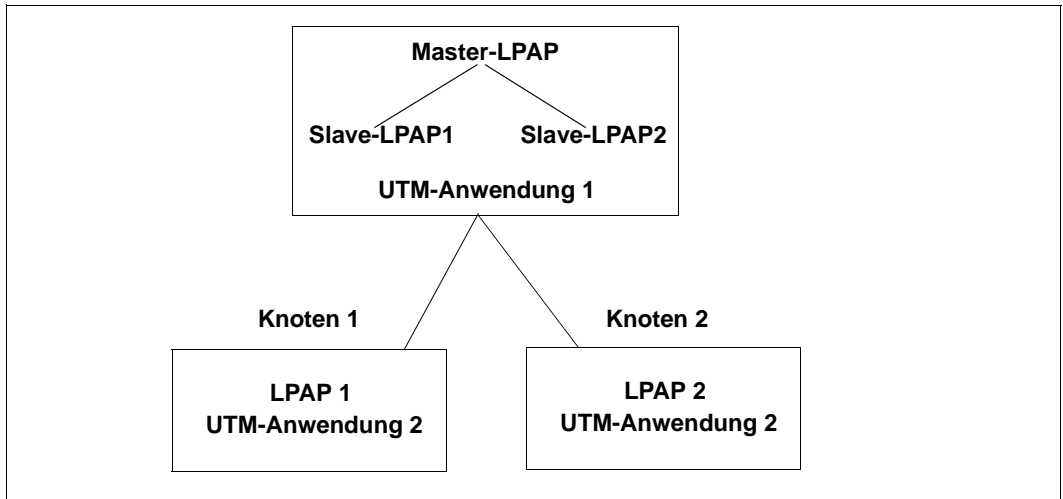 Master-LPAP
Slave-LPAP1 Slave-LPAP2
UTM-Anwendung 1
Knoten 1 Knoten 2
LPAP 1
UTM-Anwendung 2
LPAP 2
UTM-Anwendung 2